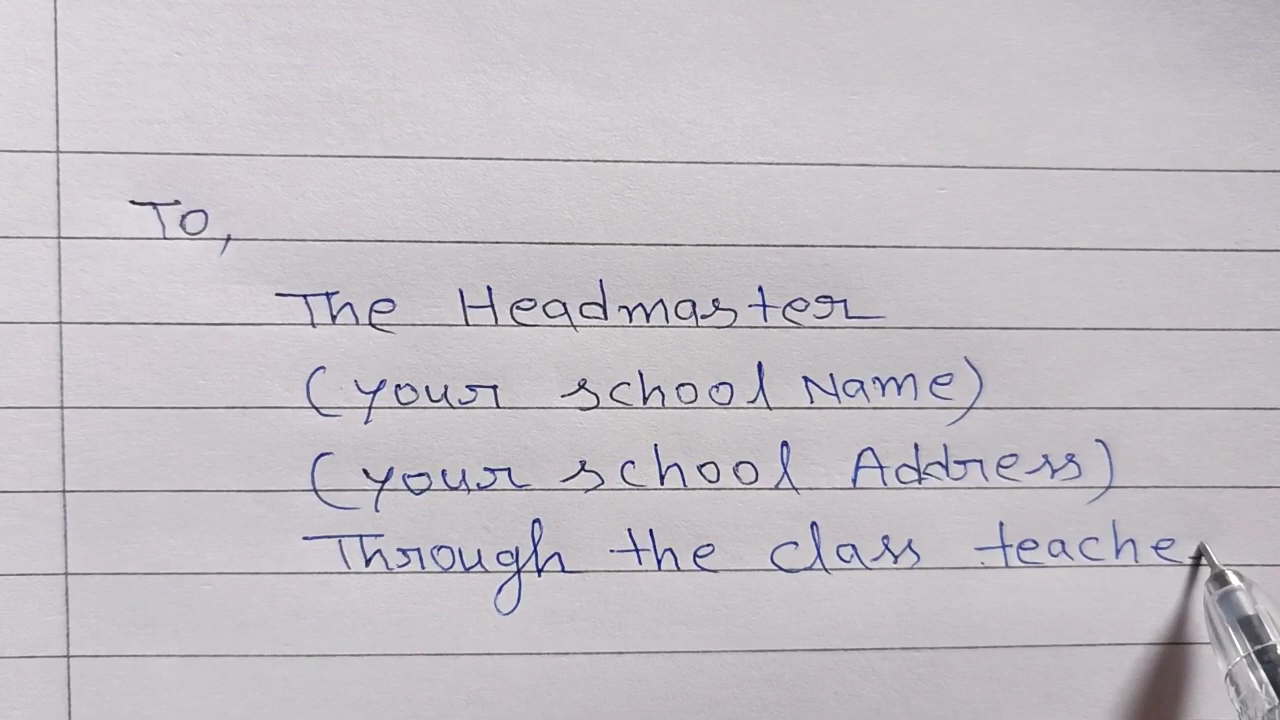 To,
The Headmaster
(your school Name)
(your school Address)
Through the class teache